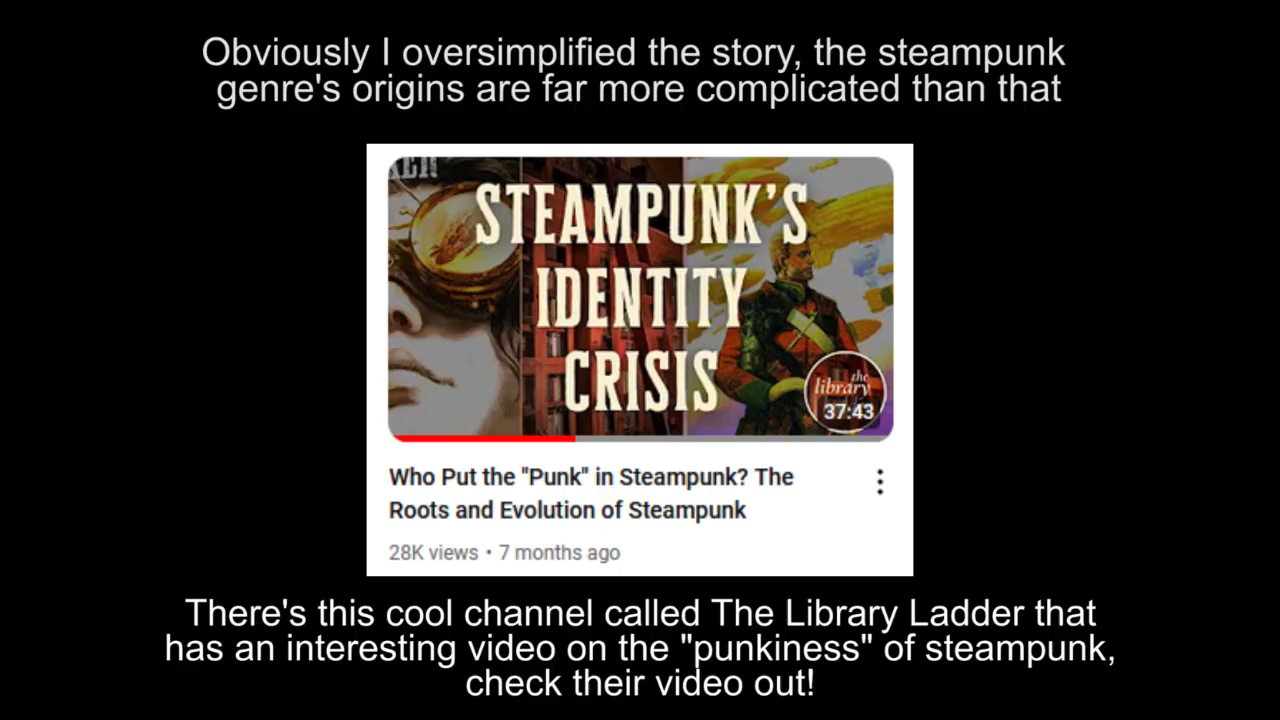 Obviously I oversimplified the story, the steampunk
genre's origins are far more complicated than that
STEAMPUNK'S
IDENTITY
CRISIS
the
library
37:43
Who Put the "Punk" in Steampunk? The
Roots and Evolution of Steampunk
28K views • 7 months ago
There's this cool channel called The Library Ladder that
has an interesting video on the "punkiness" of steampunk,
check their video out!